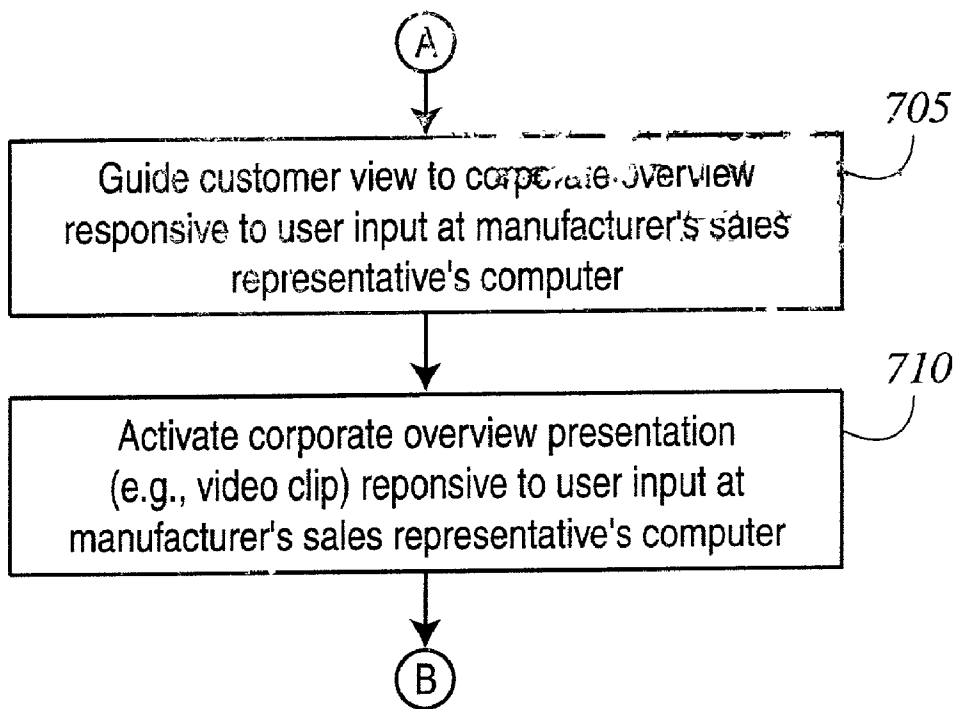 A
705
Guide customer view to corporate overview
responsive to user input at manufacturer's sales
representative's computer
710
Activate corporate overview presentation
(e.g., video clip) reponsive to user input at
manufacturer's sales representative's computer
B